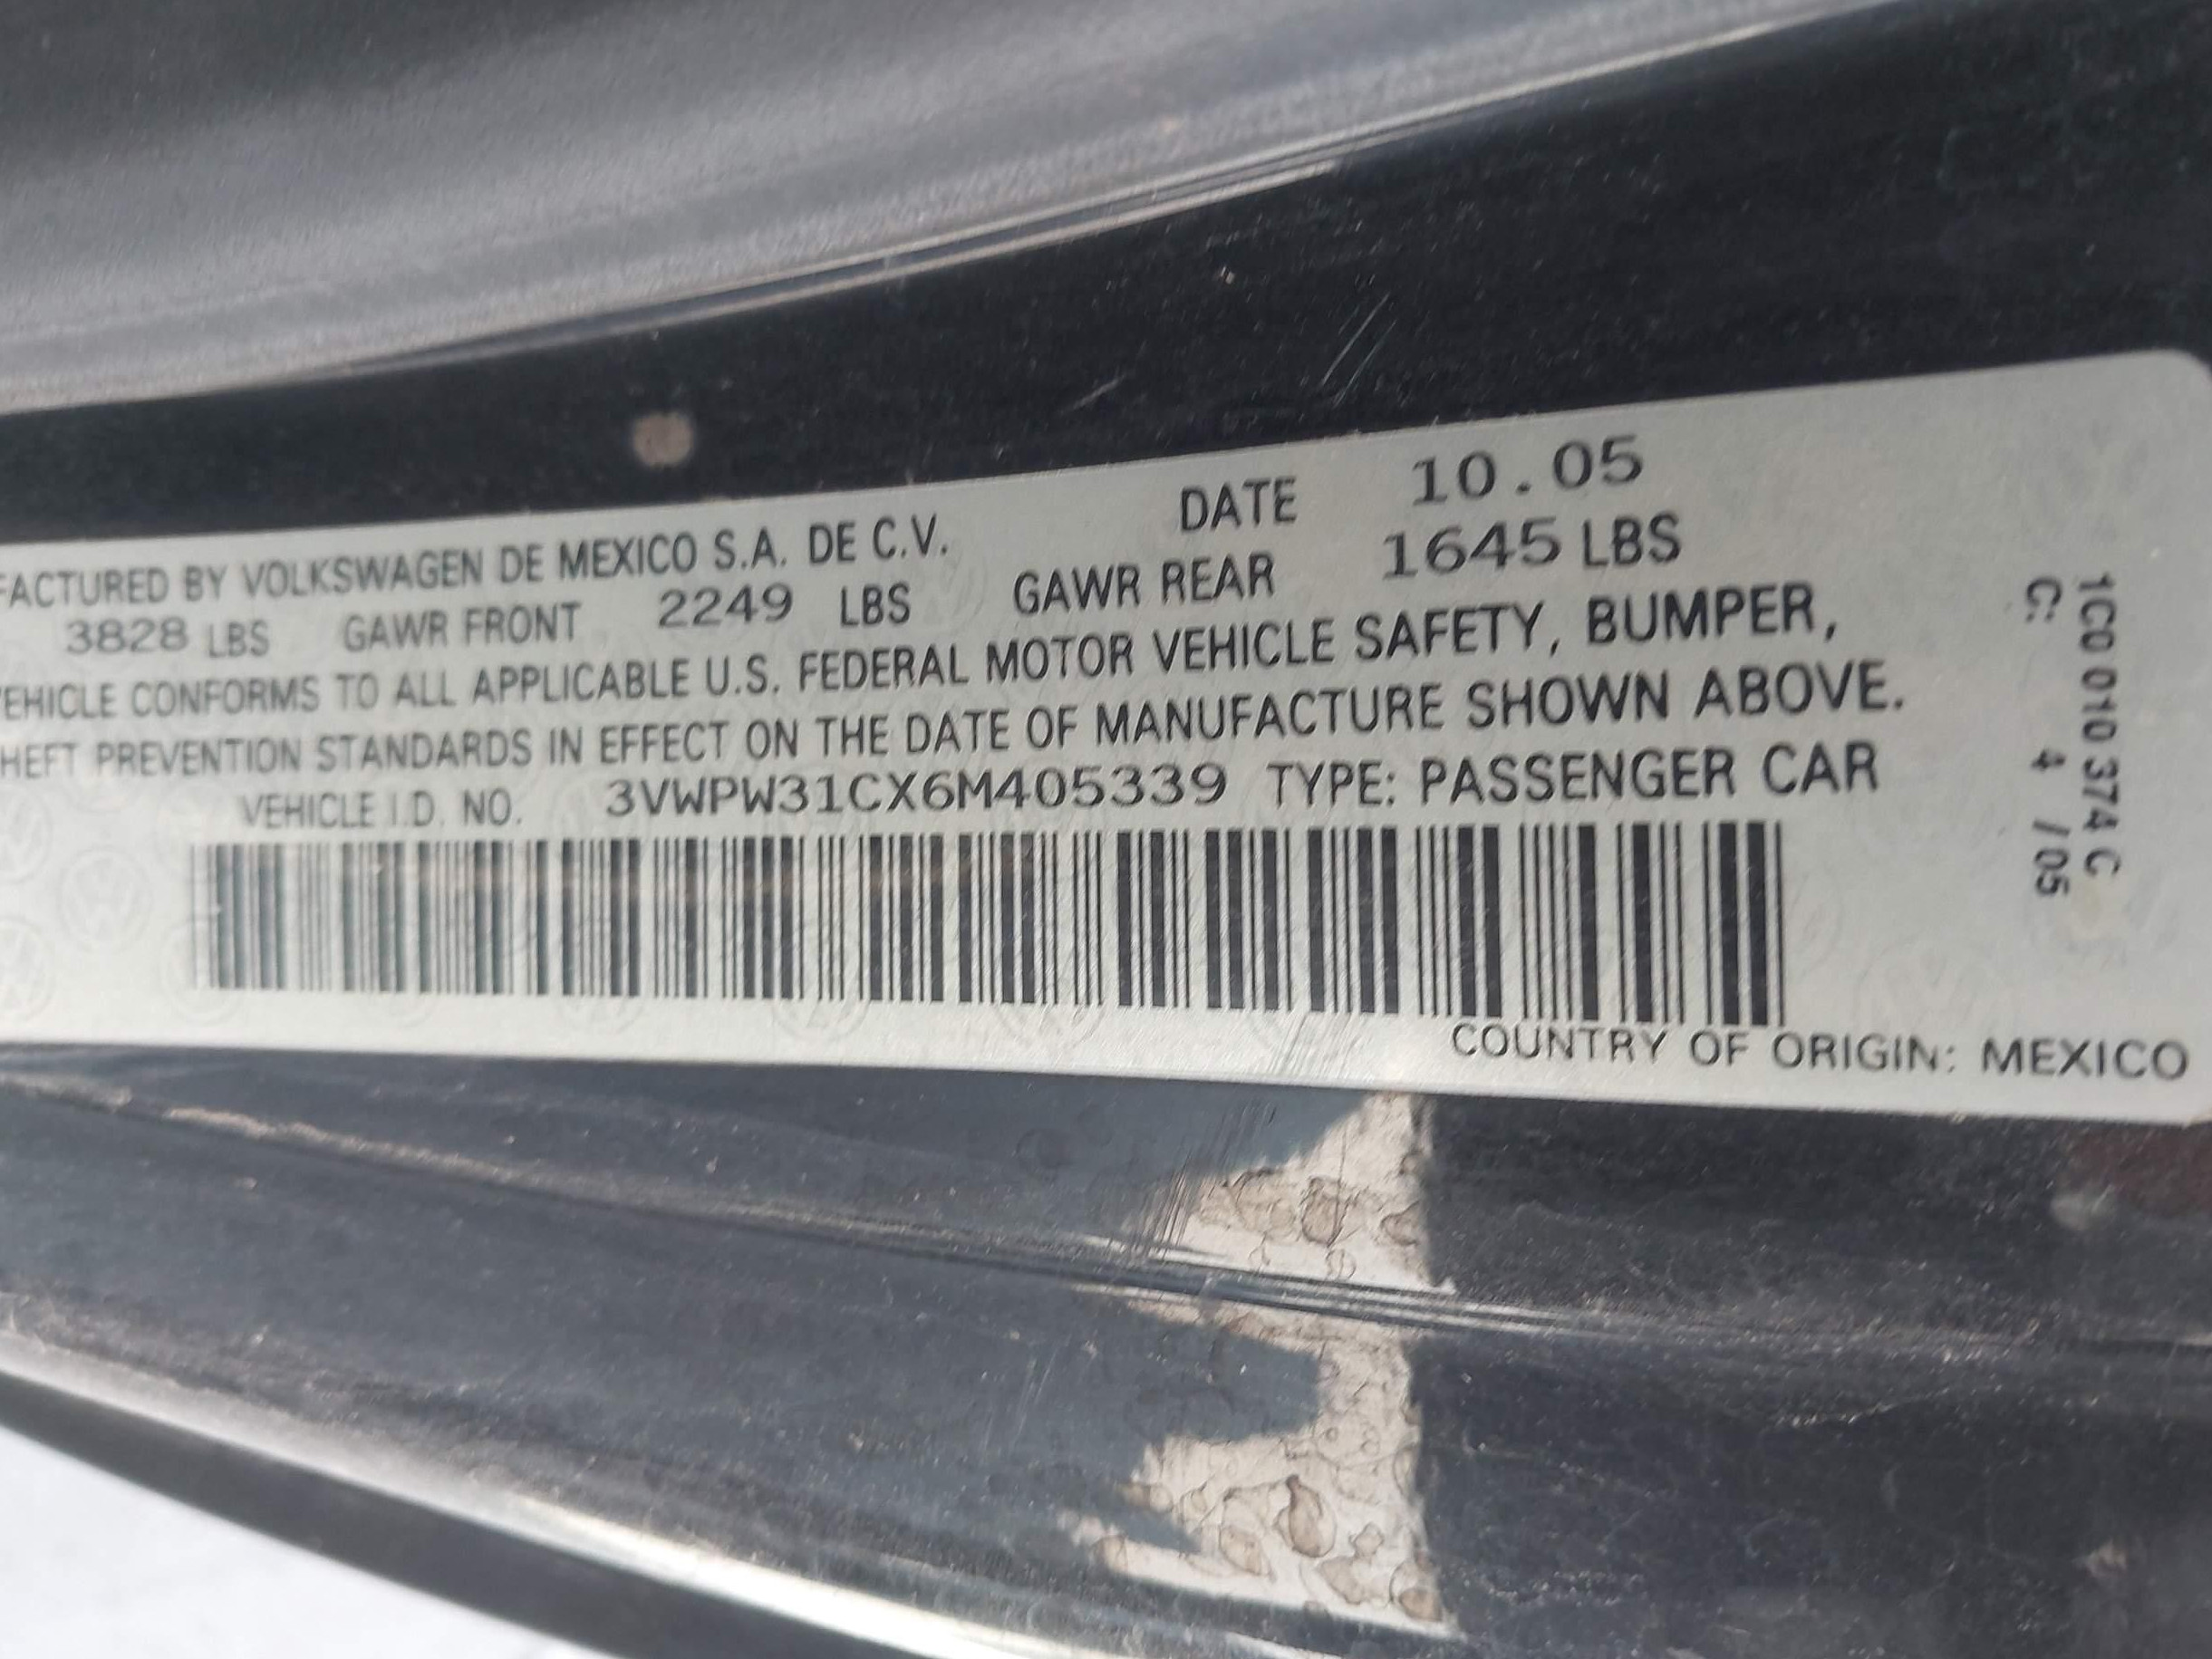 FACTURED BY VOLKSWAGEN DE MEXICO S.A. DE C.V. DATE 10.05
3828 LBS GAWR FRONT 2249 LBS GAWR REAR 1645 LBS
VEHICLE CONFORMS TO ALL APPLICABLE U.S. FEDERAL MOTOR VEHICLE SAFETY, BUMPER,
HEFT PREVENTION STANDARDS IN EFFECT ON THE DATE OF MANUFACTURE SHOWN ABOVE.
VEHICLE I.D. NO. 3VWPW31CX6M405339 TYPE: PASSENGER CAR
COUNTRY OF ORIGIN: MEXICO
1C0 010 374 C
C: 4 /05